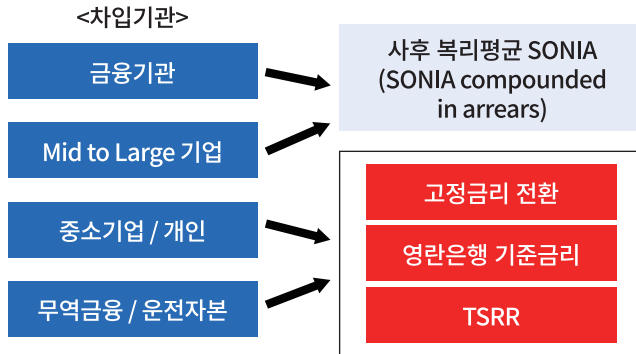 <차입기관>
금융기관
Mid to Large 기업
중소기업 / 개인
무역금융 / 운전자본
사후 복리평균 SONIA
(SONIA compounded
in arrears)
고정금리 전환
영란은행 기준금리
TSRR